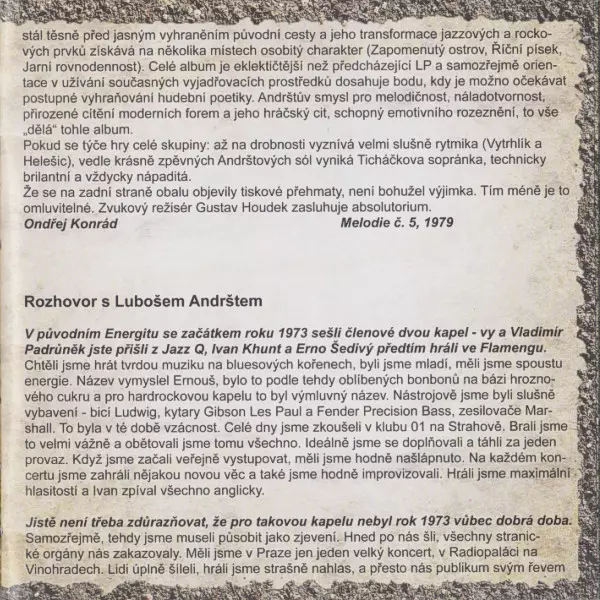 stál těsně před jasným vyhraněním původní cesty a jeho transformace jazzových a rocko-
vých prvků získává na několika místech osobitý charakter (Zapomenutý ostrov, Říční písek,
Jarní rovnodennost). Celé album je eklektičtější než předcházející LP a samozřejmě orien-
tace v užívání současných vyjadřovacích prostředků dosahuje bodu, kdy je možno očekávat
postupné vyhraňování hudební poetiky. Andrštův smysl pro melodičnost, náladotvornost,
přirozené cítění moderních forem a jeho hráčský cit, schopný emotivního rozeznění, to vše
„dělá“ tohle album.
Pokud se týče hry celé skupiny: až na drobnosti vyznívá velmi slušně rytmika (Vytrhlík a
Helešic), vedle krásně zpěvných Andrštových sól vyniká Ticháčkova sopránka, technicky
brilantní a vždycky nápaditá.
Že se na zadní straně obalu objevily tiskové přehmaty, není bohužel výjimka. Tím méně je to
omluvitelné. Zvukový režisér Gustav Houdek zasluhuje absolutorium.
Ondřej Konrád Melodie č. 5, 1979
Rozhovor s Lubošem Andrštem
V původním Energitu se začátkem roku 1973 sešli členové dvou kapel - vy a Vladimír
Padrůněk jste přišli z Jazz Q, Ivan Khunt a Erno Šedivý předtím hráli ve Flamengu.
Chtěli jsme hrát tvrdou muziku na bluesových kořenech, byli jsme mladí, měli jsme spoustu
energie. Název vymyslel Ernouš, bylo to podle tehdy oblíbených bonbonů na bázi hrozno-
vého cukru a pro hardrockovou kapelu to byl výmluvný název. Nástrojově jsme byli slušně
vybavení - bicí Ludwig, kytary Gibson Les Paul a Fender Precision Bass, zesilovače Mar-
shall. To byla v té době vzácnost. Celé dny jsme zkoušeli v klubu 01 na Strahově. Brali jsme
to velmi vážně a obětovali jsme tomu všechno. Ideálně jsme se doplňovali a táhli za jeden
provaz. Když jsme začali veřejně vystupovat, měli jsme hodně našlápnuto. Na každém kon-
certu jsme zahráli nějakou novou věc a také jsme hodně improvizovali. Hráli jsme maximální
hlasitostí a Ivan zpíval všechno anglicky.
Jistě není třeba zdůrazňovat, že pro takovou kapelu nebyl rok 1973 vůbec dobrá doba.
Samozřejmě, tehdy jsme museli působit jako zjevení. Hned po nás šli, všechny stranic-
ké orgány nás zakazovaly. Měli jsme v Praze jen jeden velký koncert, v Radiopaláci na
Vinohradech. Lidi úplně šíleli, hráli jsme strašně nahlas, a přesto nás publikum svým řevem